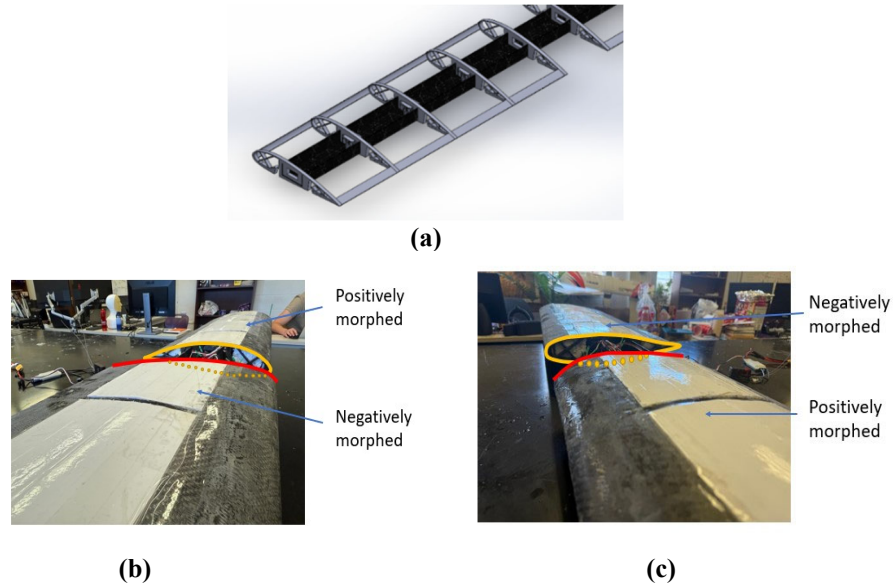 (a)
Positively
morphed
Negatively
morphed
Negatively
morphed
Positively
morphed
(b)
(c)